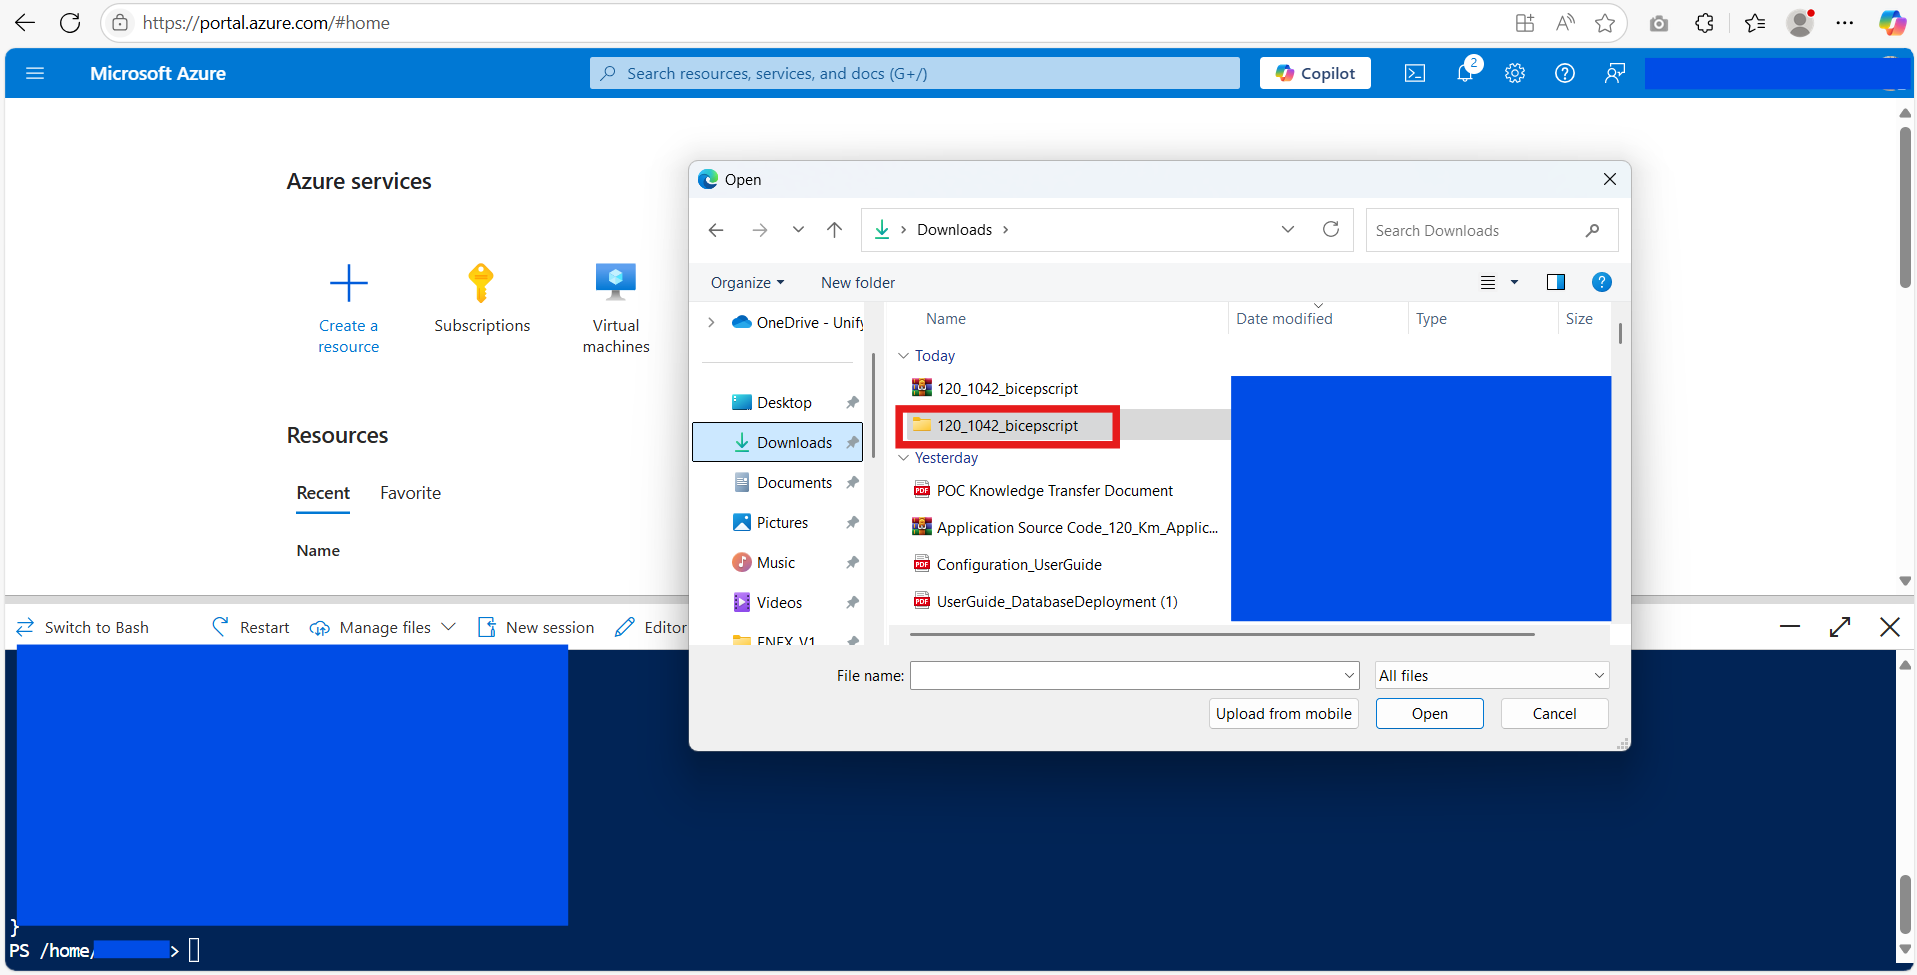 https://portal.azure.com/#home
Microsoft Azure
Search resources, services, and docs (G+/)
Copilot
2
Azure services
Create a
resource
Subscriptions
Virtual
machines
Resources
Recent
Favorite
Name
Open
Downloads
Search Downloads
Organize
New folder
OneDrive - Unify
Name
Date modified
Type
Size
Today
120_1042_bicepscript
120_1042_bicepscript
Yesterday
POC Knowledge Transfer Document
Application Source Code_120_Km_Applic...
Configuration_UserGuide
UserGuide_DatabaseDeployment (1)
Desktop
Downloads
Documents
Pictures
Music
Videos
ENEX_V1
File name:
All files
Upload from mobile
Open
Cancel
Switch to Bash
Restart
Manage files
New session
Editor
}
PS /home/
>